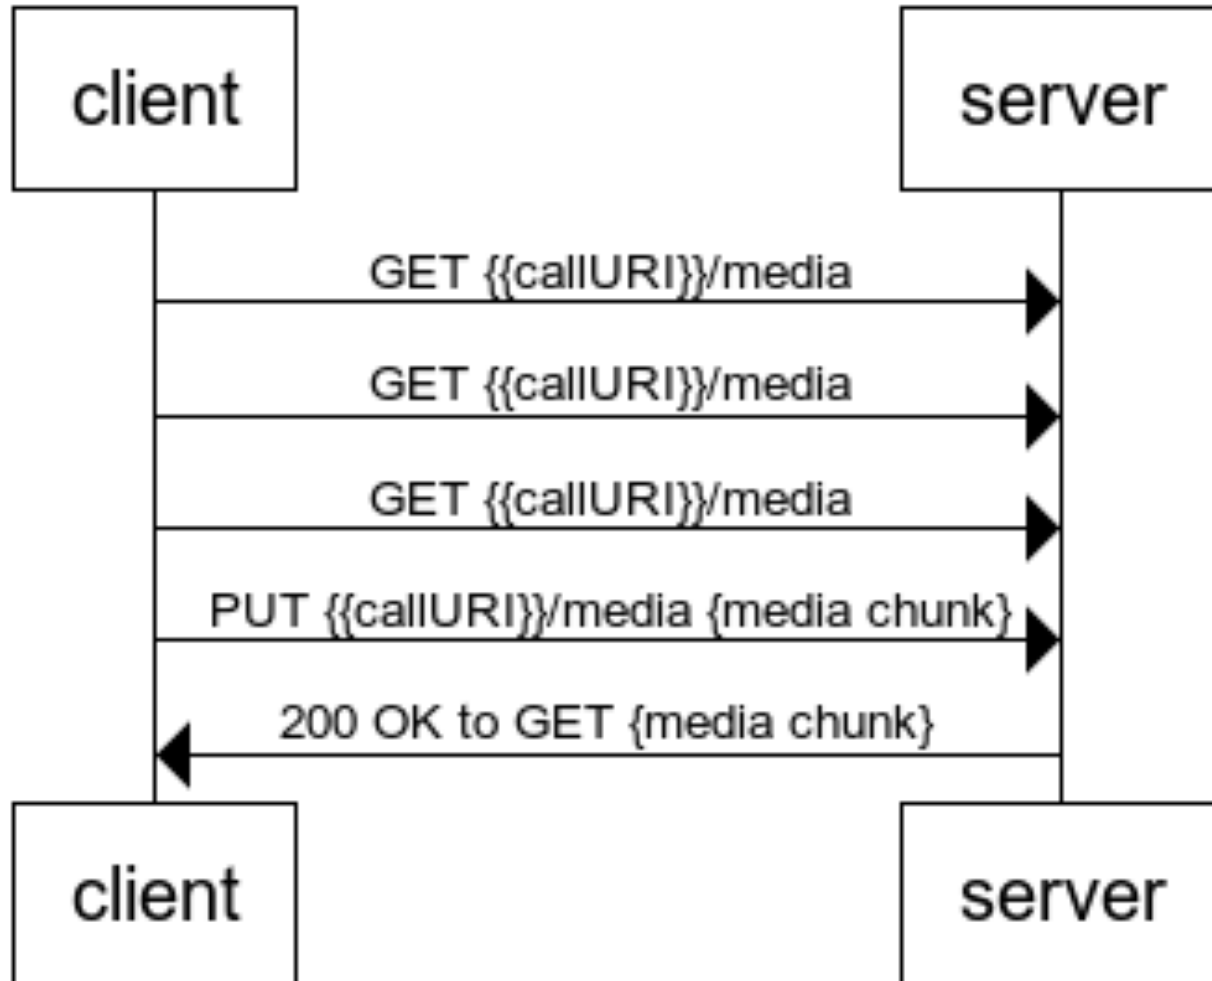 client
server
GET {{callURI}}/media
GET {{callURI}}/media
GET {{callURI}}/media
PUT {{callURI}}/media {media chunk}
200 OK to GET {media chunk}
client
server